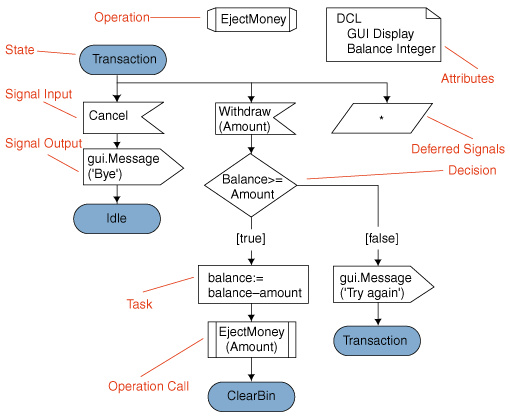 Operation
EjectMoney
DCL
GUI Display
Balance Integer
Attributes
State
Transaction
Signal Input
Cancel
Withdraw
(Amount)
*
Deferred Signals
Signal Output
gui.Message
('Bye')
Balance>=
Amount
Decision
Idle
[true]
[false]
balance:=
balance–amount
Task
gui.Message
('Try again')
EjectMoney
(Amount)
Transaction
Operation Call
ClearBin